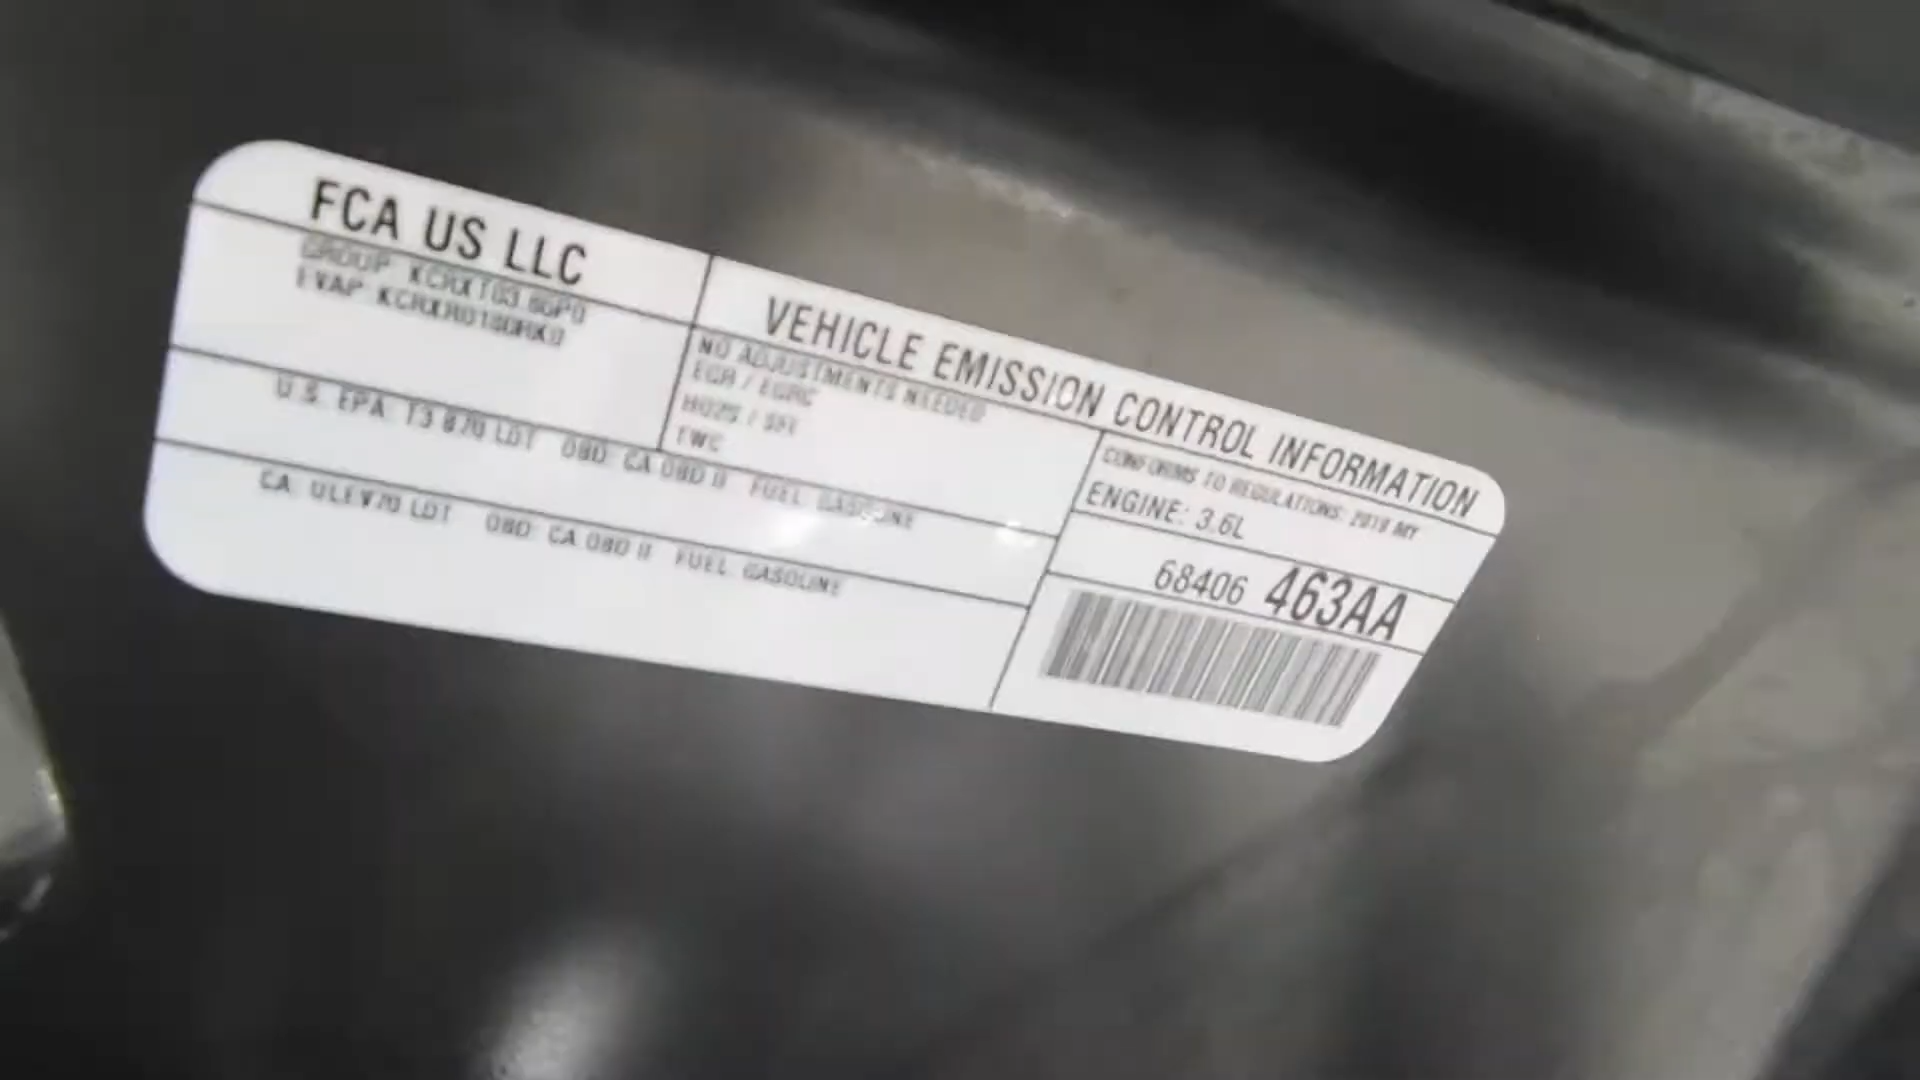 FCA US LLC
GROUP: KCRXT03.65P0
EVAP: KCRXR0180RK0
VEHICLE EMISSION CONTROL INFORMATION
NO ADJUSTMENTS NEEDED
EGR / EGRC
HO2S / SFI
TWC
CONFORMS TO REGULATIONS: 2019 MY
ENGINE: 3.6L
U.S. EPA: T3 B70 LDT OBD: CA OBD II FUEL: GASOLINE
CA: ULEV70 LDT OBD: CA OBD II FUEL: GASOLINE
68406 463AA